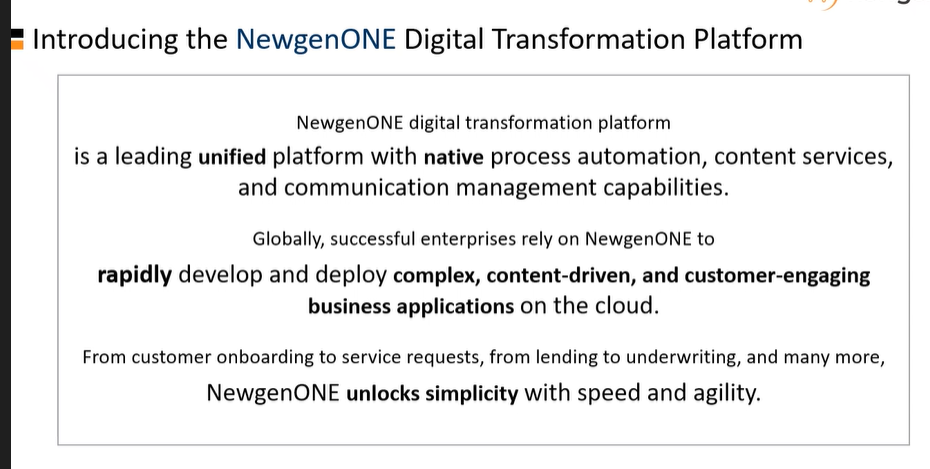 Introducing the NewgenONE Digital Transformation Platform
NewgenONE digital transformation platform
is a leading unified platform with native process automation, content services,
and communication management capabilities.
Globally, successful enterprises rely on NewgenONE to
rapidly develop and deploy complex, content-driven, and customer-engaging
business applications on the cloud.
From customer onboarding to service requests, from lending to underwriting, and many more,
NewgenONE unlocks simplicity with speed and agility.